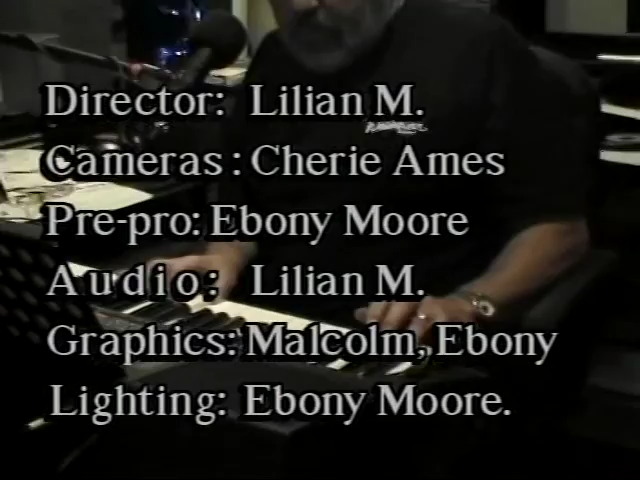 Director: Lilian M.
Cameras: Cherie Ames
Pre-pro: Ebony Moore
Audio: Lilian M.
Graphics: Malcolm, Ebony
Lighting: Ebony Moore.